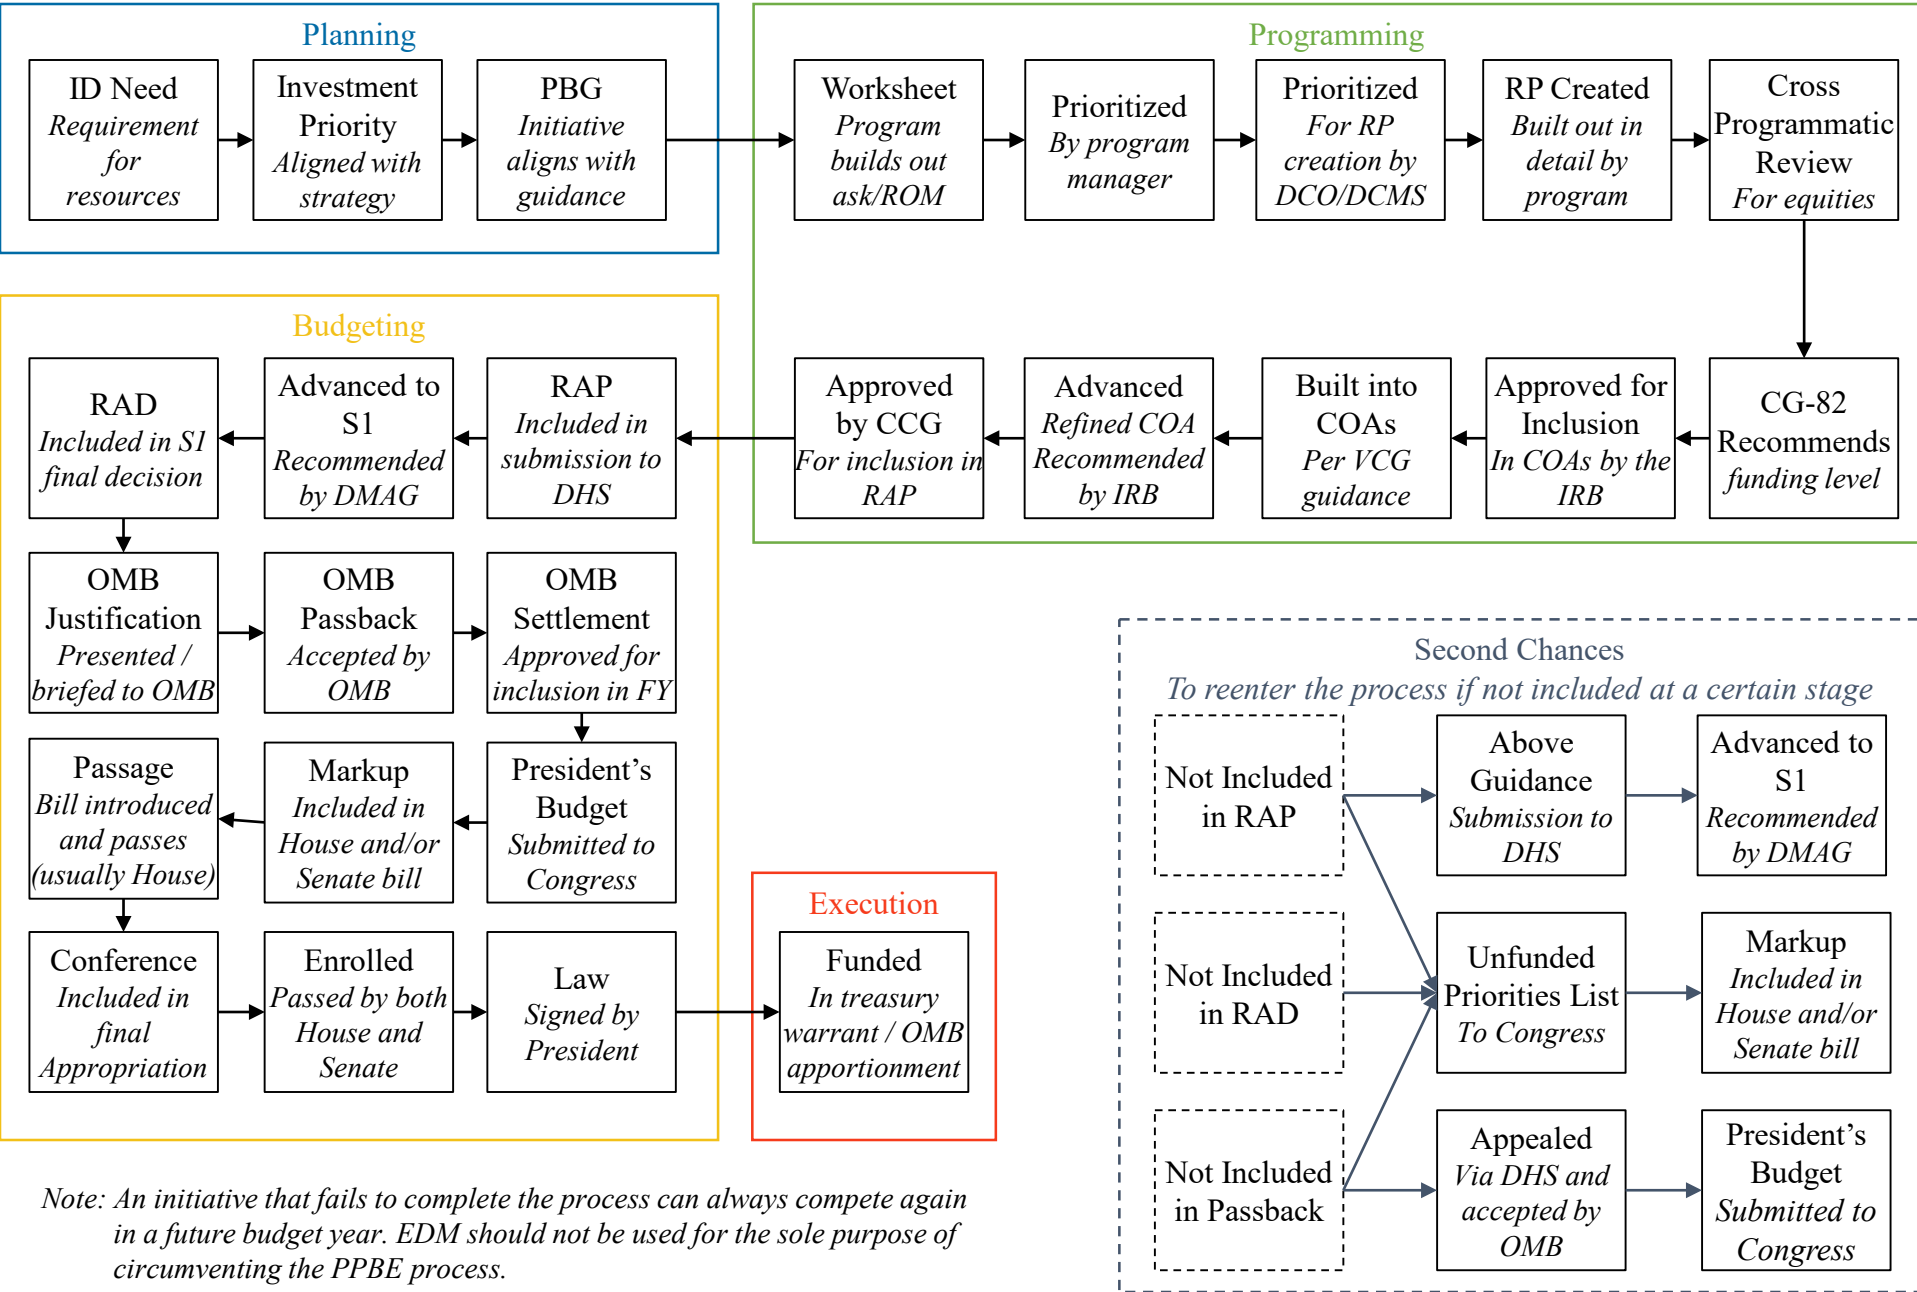 Planning
ID Need
Requirement
for
resources
Investment
Priority
Aligned with
strategy
PBG
Initiative
aligns with
guidance
Programming
Worksheet
Program
builds out
ask/ROM
Prioritized
By program
manager
Prioritized
For RP
creation by
DCO/DCMS
RP Created
Built out in
detail by
program
Cross
Programmatic
Review
For equities
CG-82
Recommends
funding level
Approved for
Inclusion
In COAs by the
IRB
Built into
COAs
Per VCG
guidance
Advanced
Refined COA
Recommended
by IRB
Approved
by CCG
For inclusion in
RAP
Budgeting
RAP
Included in
submission to
DHS
Advanced to
S1
Recommended
by DMAG
RAD
Included in S1
final decision
OMB
Justification
Presented /
briefed to OMB
OMB
Passback
Accepted by
OMB
OMB
Settlement
Approved for
inclusion in FY
President's
Budget
Submitted to
Congress
Markup
Included in
House and/or
Senate bill
Passage
Bill introduced
and passes
(usually House)
Conference
Included in
final
Appropriation
Enrolled
Passed by both
House and
Senate
Law
Signed by
President
Execution
Funded
In treasury
warrant / OMB
apportionment
Second Chances
To reenter the process if not included at a certain stage
Not Included
in RAP
Above
Guidance
Submission to
DHS
Advanced to
S1
Recommended
by DMAG
Not Included
in RAD
Unfunded
Priorities List
To Congress
Markup
Included in
House and/or
Senate bill
Not Included
in Passback
Appealed
Via DHS and
accepted by
OMB
President's
Budget
Submitted to
Congress
Note: An initiative that fails to complete the process can always compete again
in a future budget year. EDM should not be used for the sole purpose of
circumventing the PPBE process.